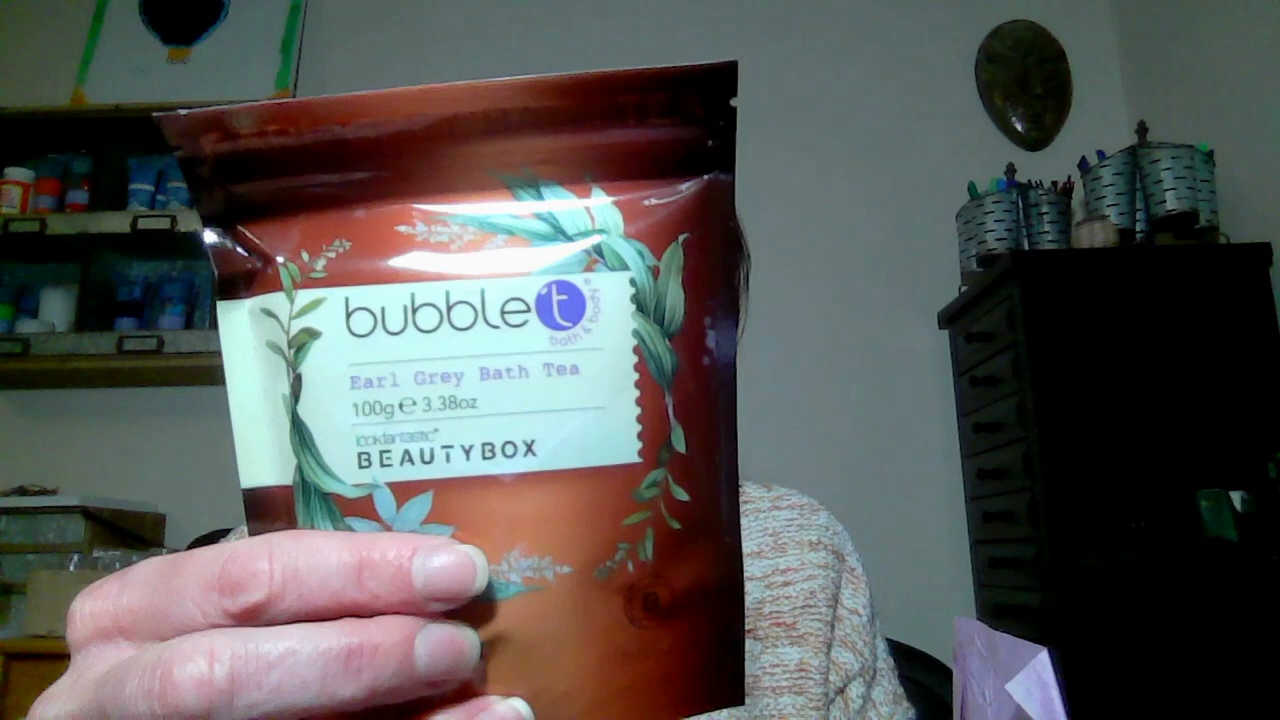 bubble t
bath & body
Earl Grey Bath Tea
100g ℮ 3.38oz
lookfantastic
BEAUTYBOX